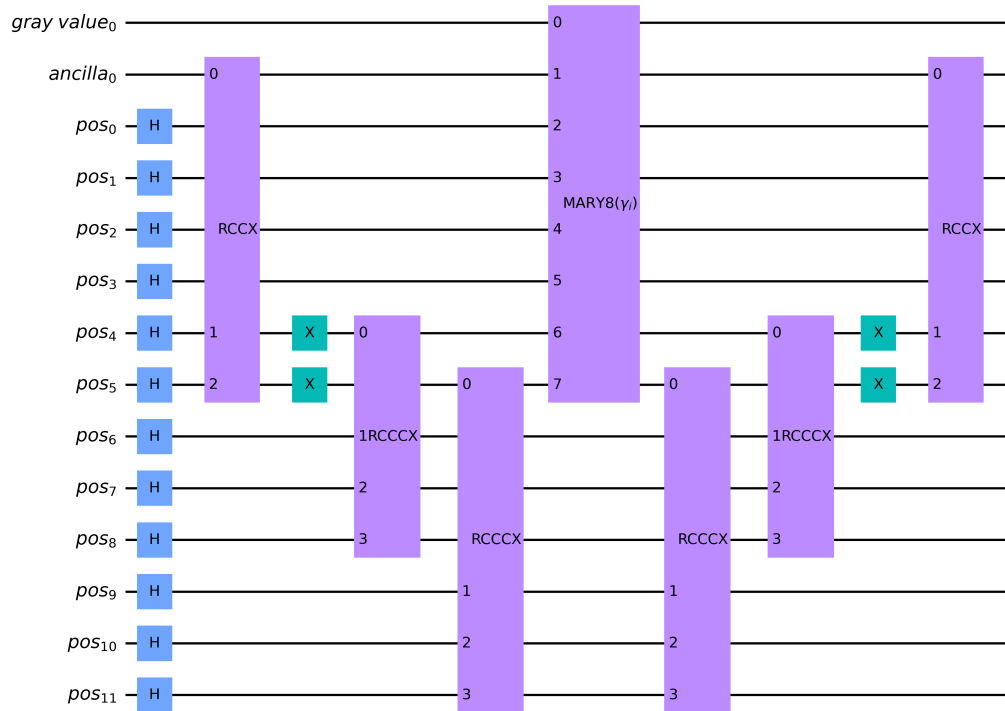 gray value₀ 0
ancilla₀ 0 1 0
pos₀ H 2
pos₁ H 3
MARY8(γᵢ)
pos₂ H RCCX 4 RCCX
pos₃ H 5
pos₄ H 1 X 0 6 0 X 1
pos₅ H 2 X 0 7 0 X 2
pos₆ H 1RCCCX 1RCCCX
pos₇ H 2 2
pos₈ H 3 RCCCX RCCCX 3
pos₉ H 1 1
pos₁₀ H 2 2
pos₁₁ H 3 3